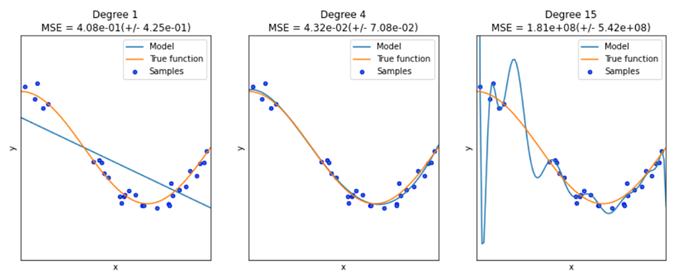 Degree 1
MSE = 4.08e-01(+/- 4.25e-01)
Model
True function
Samples
y
x
Degree 4
MSE = 4.32e-02(+/- 7.08e-02)
Model
True function
Samples
y
x
Degree 15
MSE = 1.81e+08(+/- 5.42e+08)
Model
True function
Samples
y
x